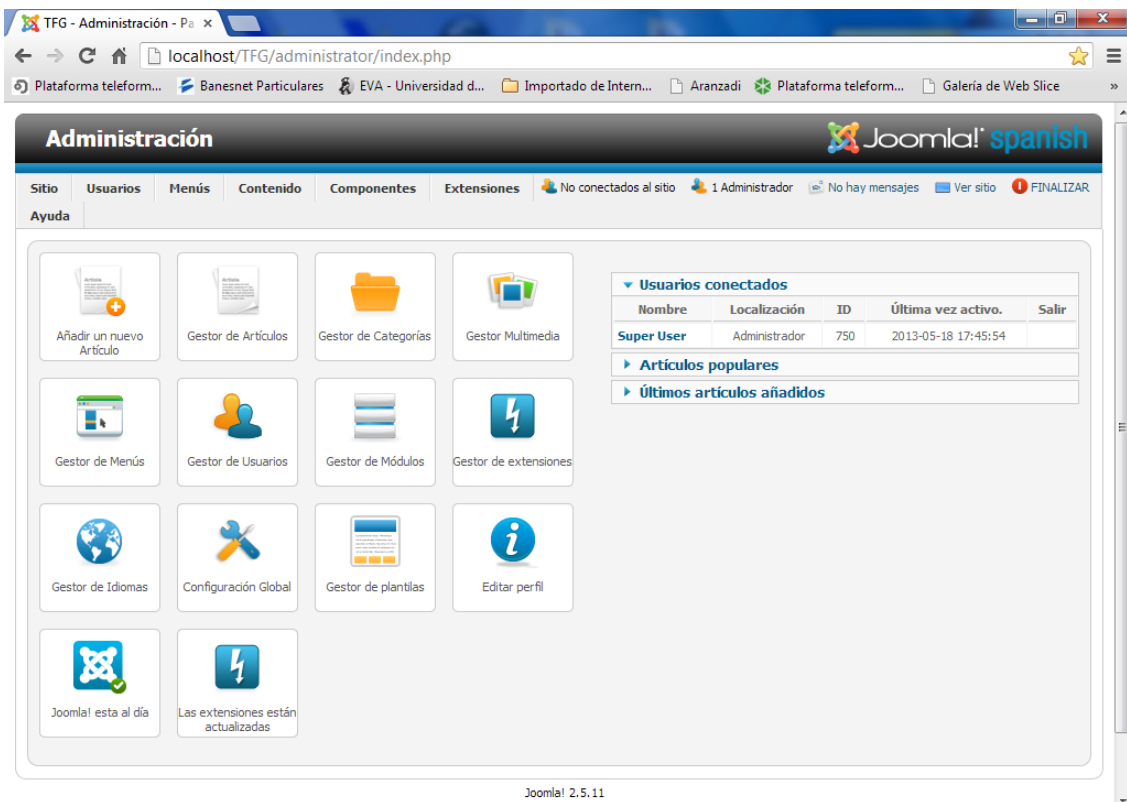 TFG - Administración - Pa
localhost/TFG/administrator/index.php
Plataforma teleform... Banesnet Particulares EVA - Universidad d... Importado de Intern... Aranzadi Plataforma teleform... Galería de Web Slice »
Administración Joomla! spanish
Sitio Usuarios Menús Contenido Componentes Extensiones No conectados al sitio 1 Administrador No hay mensajes Ver sitio FINALIZAR
Ayuda
Añadir un nuevo Artículo
Gestor de Artículos
Gestor de Categorías
Gestor Multimedia
Gestor de Menús
Gestor de Usuarios
Gestor de Módulos
Gestor de extensiones
Gestor de Idiomas
Configuración Global
Gestor de plantilas
Editar perfil
Joomla! esta al día
Las extensiones están
actualizadas
Usuarios conectados
Nombre Localización ID Última vez activo. Salir
Super User Administrador 750 2013-05-18 17:45:54
Artículos populares
Últimos artículos añadidos
Joomla! 2.5.11